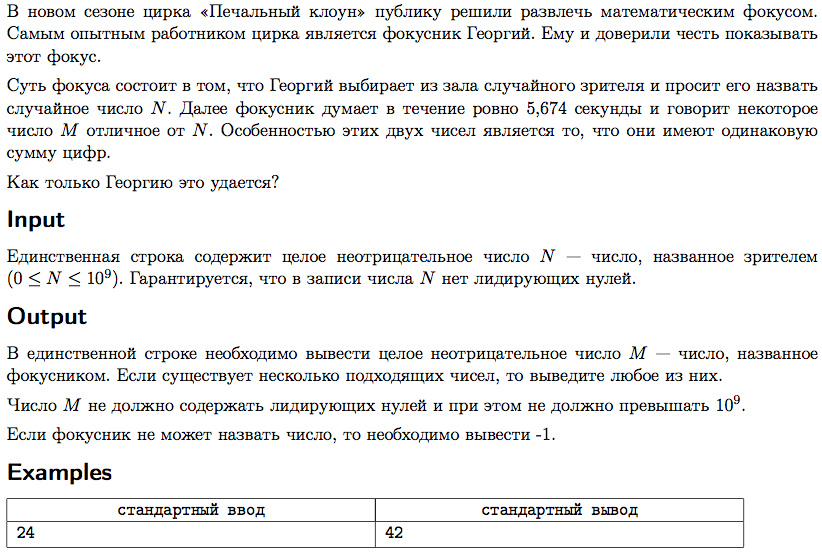 В новом сезоне цирка «Печальный клоун» публику решили развлечь математическим фокусом.
Самым опытным работником цирка является фокусник Георгий. Ему и доверили честь показывать
этот фокус.
Суть фокуса состоит в том, что Георгий выбирает из зала случайного зрителя и просит его назвать
случайное число N. Далее фокусник думает в течение ровно 5,674 секунды и говорит некоторое
число M отличное от N. Особенностью этих двух чисел является то, что они имеют одинаковую
сумму цифр.
Как только Георгию это удается?
Input
Единственная строка содержит целое неотрицательное число N — число, названное зрителем
(0 ≤ N ≤ 10⁹). Гарантируется, что в записи числа N нет лидирующих нулей.
Output
В единственной строке необходимо вывести целое неотрицательное число M — число, названное
фокусником. Если существует несколько подходящих чисел, то выведите любое из них.
Число M не должно содержать лидирующих нулей и при этом не должно превышать 10⁹.
Если фокусник не может назвать число, то необходимо вывести -1.
Examples
стандартный ввод стандартный вывод
24 42